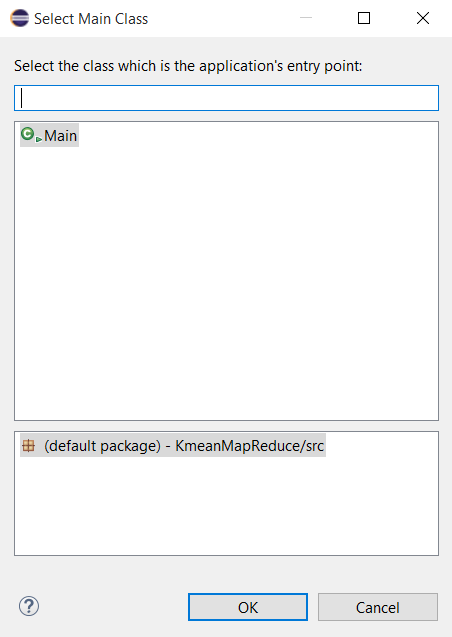 Select Main Class
Select the class which is the application's entry point:
C Main
(default package) - KmeanMapReduce/src
?
OK
Cancel